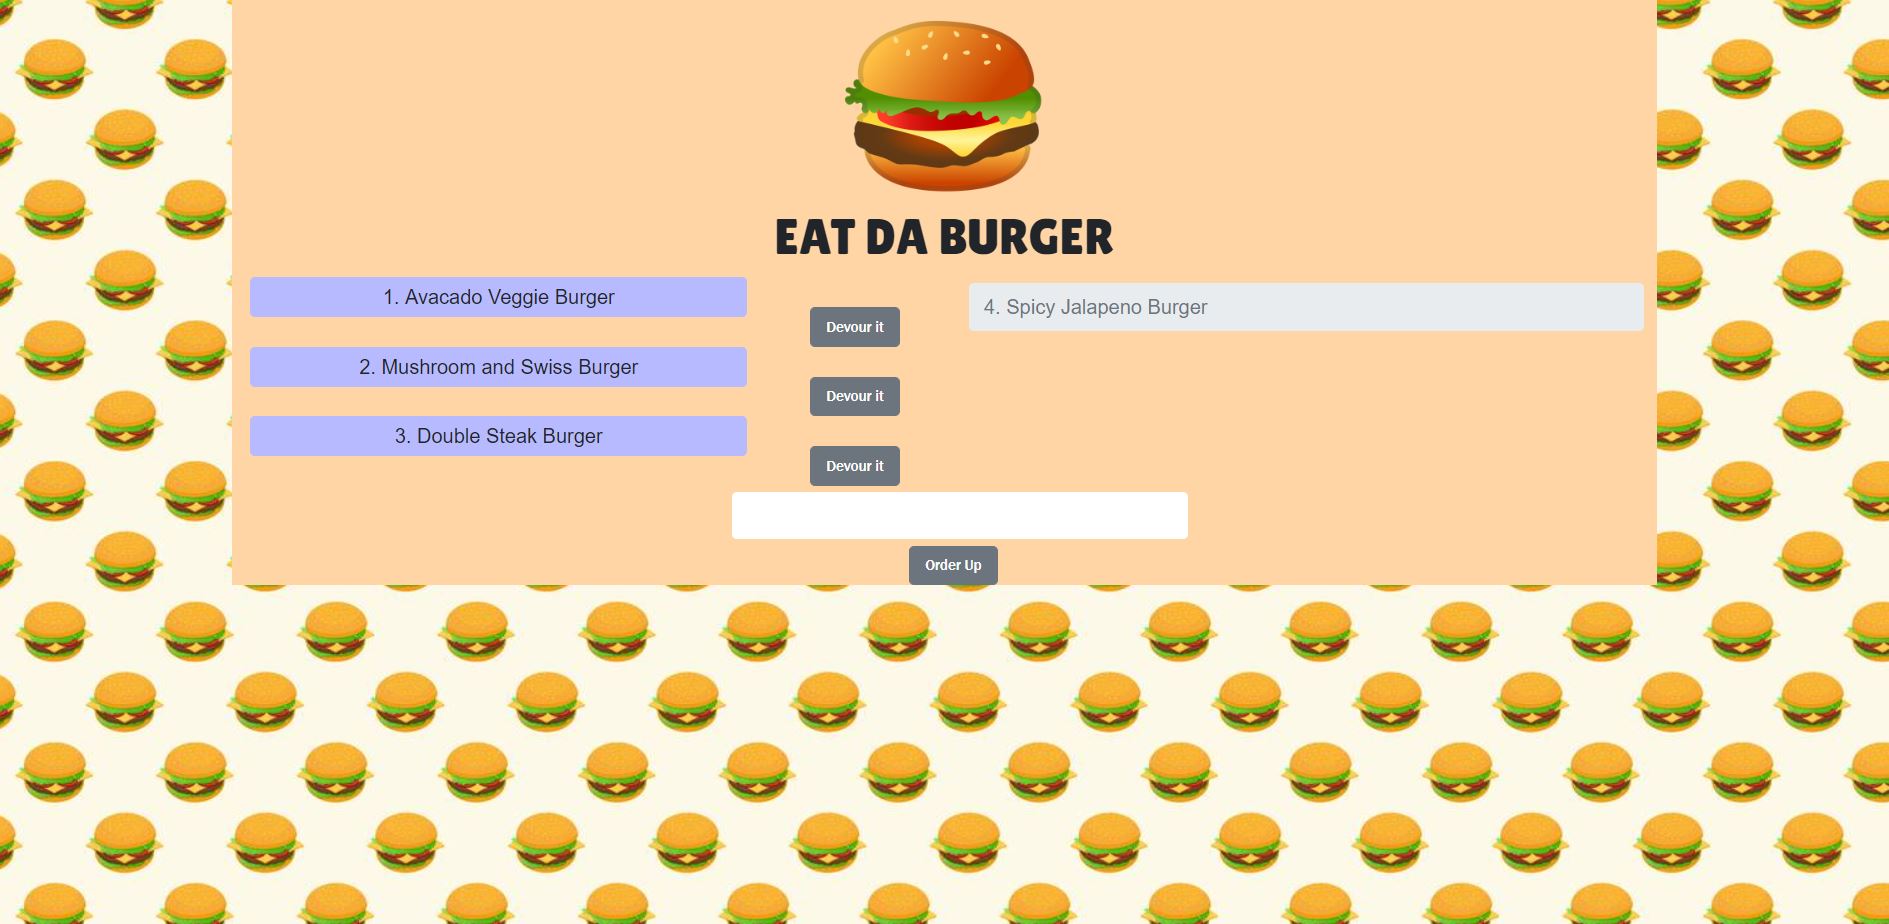 EAT DA BURGER
1. Avacado Veggie Burger
Devour it
2. Mushroom and Swiss Burger
Devour it
3. Double Steak Burger
Devour it
4. Spicy Jalapeno Burger
Order Up